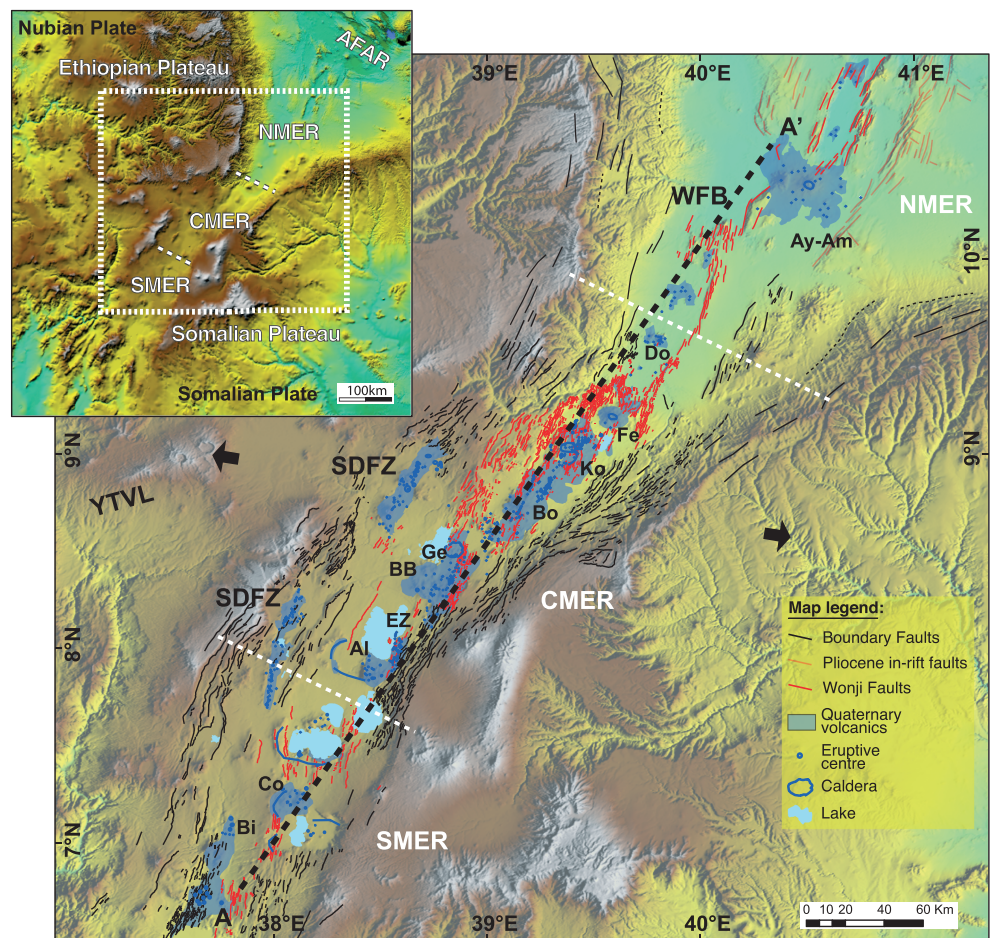 Nubian Plate
AFAR
Ethiopian Plateau
NMER
CMER
SMER
Somalian Plateau
Somalian Plate
100km
39°E
40°E
41°E
A'
WFB
NMER
Ay-Am
10°N
Do
9°N
SDFZ
Fe
9°N
Ko
YTVL
Bo
Ge
BB
SDFZ
CMER
EZ
Al
8°N
Map legend:
Boundary Faults
Pliocene in-rift faults
Wonji Faults
Quaternary
volcanics
Eruptive
centre
Caldera
Lake
Co
Bi
7°N
SMER
A
38°E
39°E
40°E
0 10 20 40 60 Km